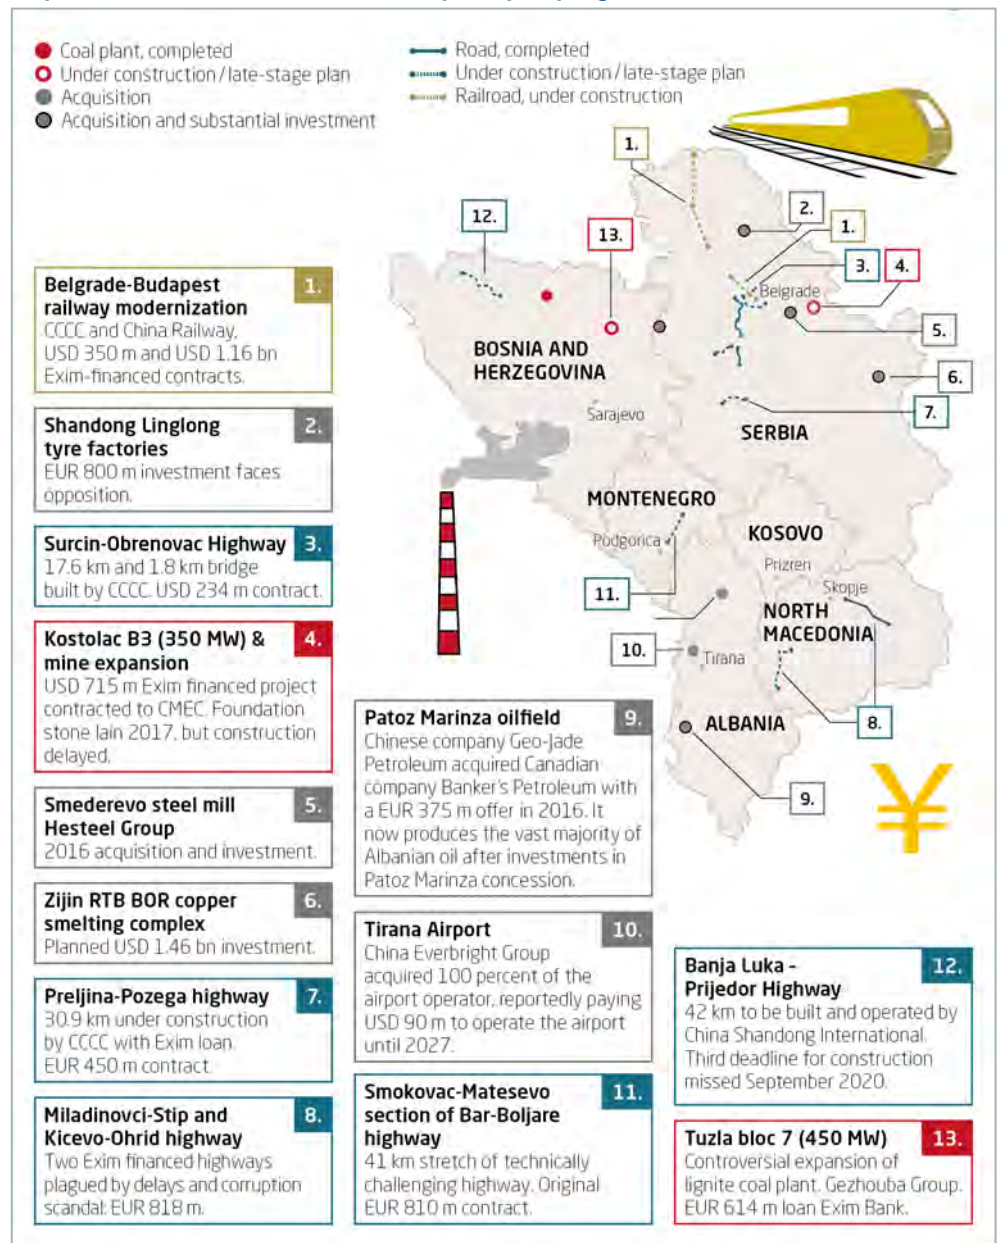 Coal plant, completed
Under construction/late-stage plan
Acquisition
Acquisition and substantial investment
Road, completed
Under construction/late-stage plan
Railroad, under construction
1.
2.
1.
12.
13.
3.
4.
Belgrade
5.
6.
7.
BOSNIA AND
HERZEGOVINA
Sarajevo
SERBIA
MONTENEGRO
Podgorica
KOSOVO
Prizren
Skopje
11.
NORTH
MACEDONIA
10.
Tirana
ALBANIA
8.
9.
¥
Belgrade-Budapest 1.
railway modernization
CCCC and China Railway,
USD 350 m and USD 1.16 bn
Exim-financed contracts.
Shandong Linglong 2.
tyre factories
EUR 800 m investment faces
opposition.
Surcin-Obrenovac Highway 3.
17.6 km and 1.8 km bridge
built by CCCC. USD 234 m contract.
Kostolac B3 (350 MW) & 4.
mine expansion
USD 715 m Exim financed project
contracted to CMEC. Foundation
stone lain 2017, but construction
delayed.
Smederevo steel mill 5.
Hesteel Group
2016 acquisition and investment.
Zijin RTB BOR copper 6.
smelting complex
Planned USD 1.46 bn investment.
Preljina-Pozega highway 7.
30.9 km under construction
by CCCC with Exim loan.
EUR 450 m contract
Miladinovci-Stip and 8.
Kicevo-Ohrid highway
Two Exim financed highways
plagued by delays and corruption
scandal: EUR 818 m.
Patoz Marinza oilfield 9.
Chinese company Geo-Jade
Petroleum acquired Canadian
company Banker's Petroleum with
a EUR 375 m offer in 2016. It
now produces the vast majority of
Albanian oil after investments in
Patoz Marinza concession.
Tirana Airport 10.
China Everbright Group
acquired 100 percent of the
airport operator, reportedly paying
USD 90 m to operate the airport
until 2027.
Smokovac-Matesevo 11.
section of Bar-Boljare
highway
41 km stretch of technically
challenging highway. Original
EUR 810 m contract.
Banja Luka - 12.
Prijedor Highway
42 km to be built and operated by
China Shandong International.
Third deadline for construction
missed September 2020.
Tuzla bloc 7 (450 MW) 13.
Controversial expansion of
lignite coal plant. Gezhouba Group.
EUR 614 m loan Exim Bank.